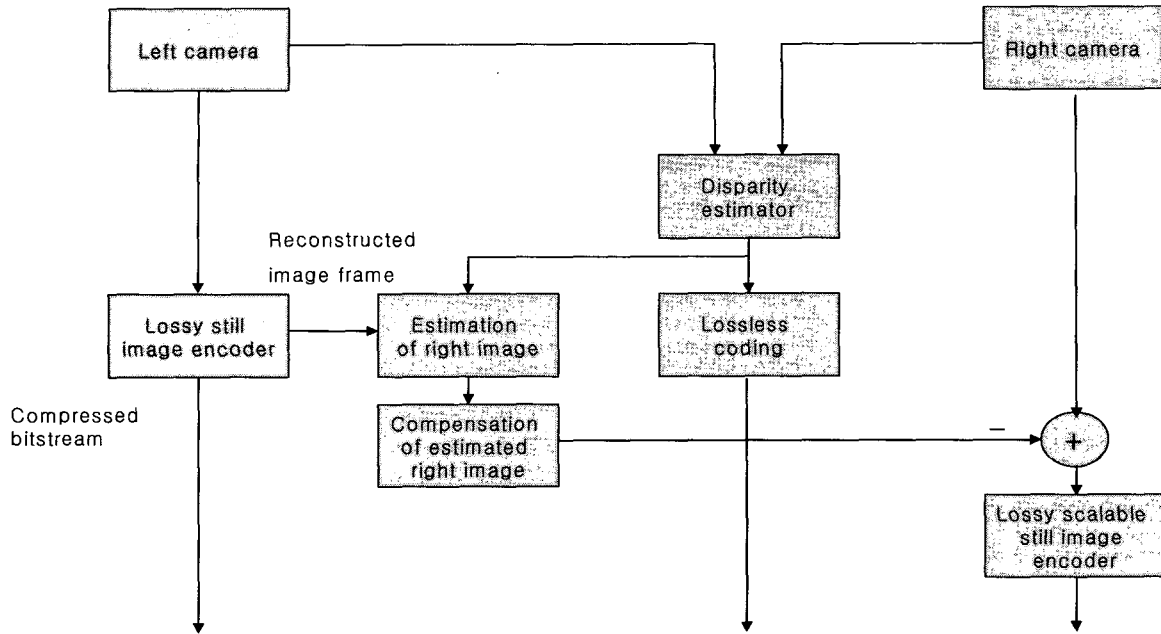 Left camera
Right camera
Disparity
estimator
Reconstructed
image frame
Lossy still
image encoder
Estimation
of right image
Lossless
coding
Compressed
bitstream
Compensation
of estimated
right image
−
+
Lossy scalable
still image
encoder